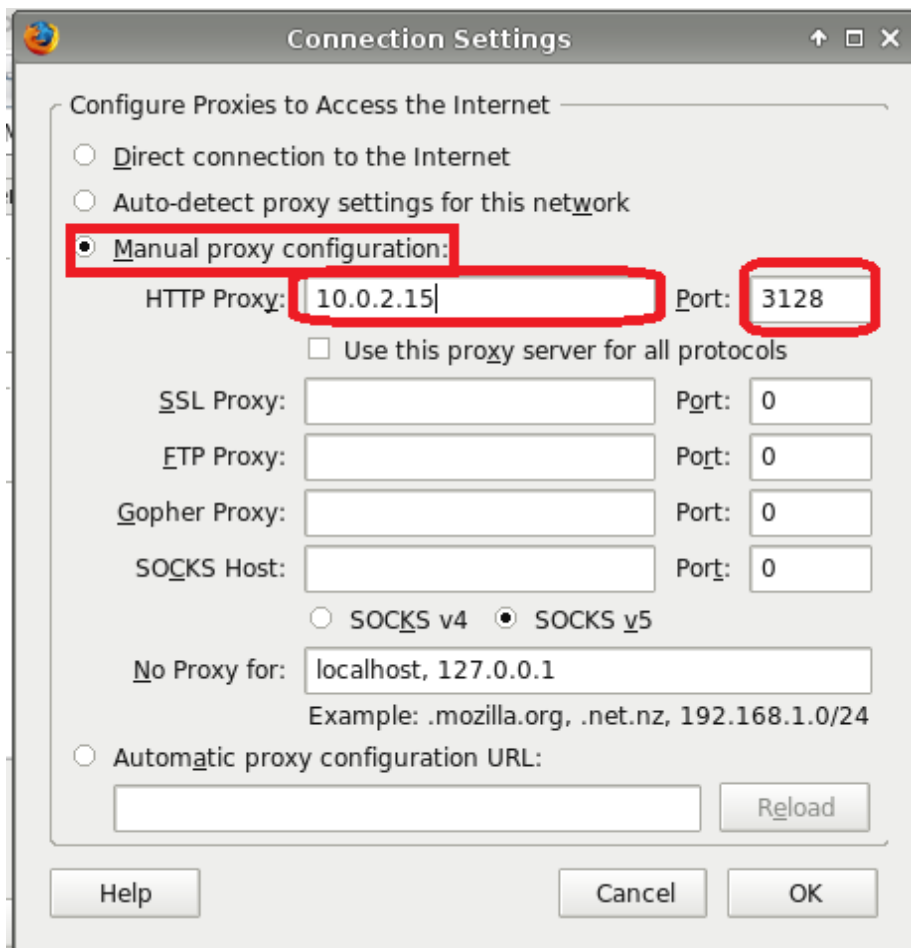 Connection Settings
Configure Proxies to Access the Internet
Direct connection to the Internet
Auto-detect proxy settings for this network
Manual proxy configuration:
HTTP Proxy: 10.0.2.15 Port: 3128
Use this proxy server for all protocols
SSL Proxy: Port: 0
FTP Proxy: Port: 0
Gopher Proxy: Port: 0
SOCKS Host: Port: 0
SOCKS v4 SOCKS v5
No Proxy for: localhost, 127.0.0.1
Example: .mozilla.org, .net.nz, 192.168.1.0/24
Automatic proxy configuration URL:
Reload
Help Cancel OK